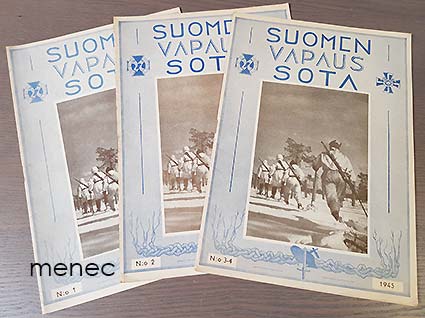 SUOMEN
VAPAUS
SOTA
N:o 1
SUOMEN
VAPAUS
SOTA
N:o 2
SUOMEN
VAPAUS
SOTA
N:o 3-4
1945
menec